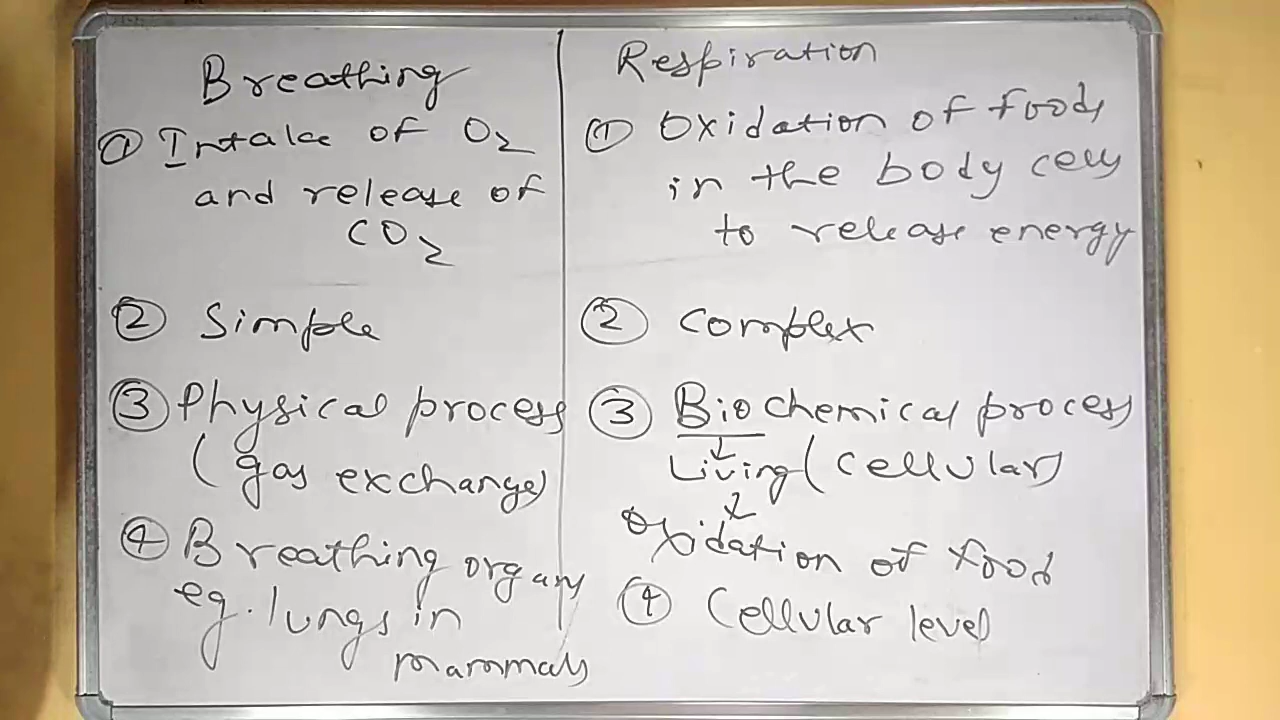 Breathing
① Intake of O₂
and release of
CO₂
② Simple
③ Physical process
(gas exchange)
④ Breathing organs
eg. lungs in
mammals
Respiration
① Oxidation of foods
in the body cells
to release energy
② Complex
③ Biochemical process
Living (cellular)
Oxidation of food
④ Cellular level